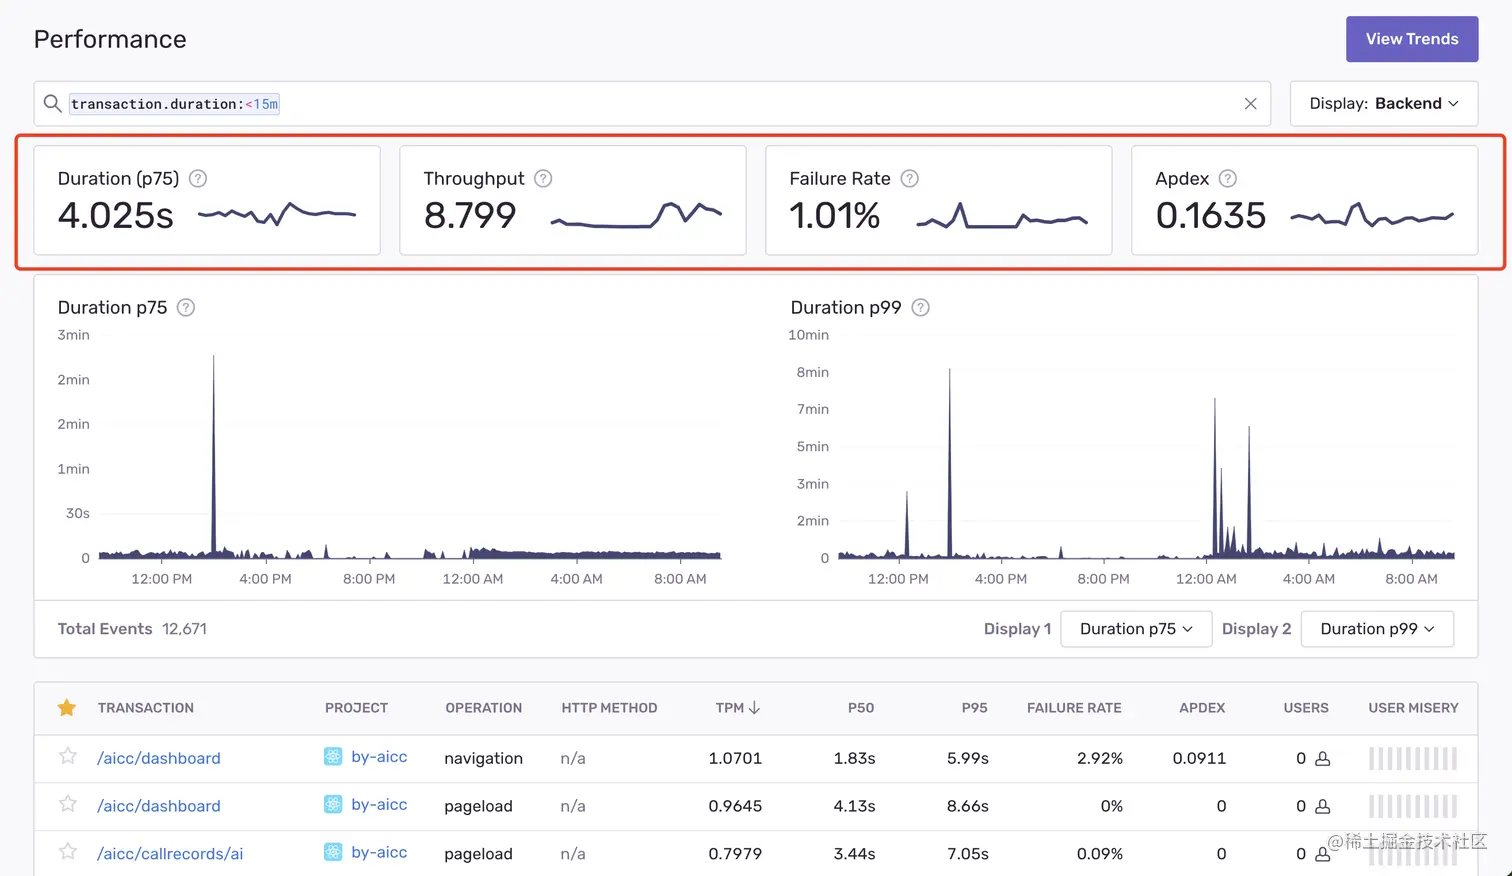 Performance
View Trends
transaction.duration:<15m
Display: Backend
Duration (p75) ?
4.025s
Throughput ?
8.799
Failure Rate ?
1.01%
Apdex ?
0.1635
Duration p75 ?
3min
2min
2min
1min
30s
0
12:00 PM 4:00 PM 8:00 PM 12:00 AM 4:00 AM 8:00 AM
Duration p99 ?
10min
8min
7min
5min
3min
2min
0
12:00 PM 4:00 PM 8:00 PM 12:00 AM 4:00 AM 8:00 AM
Total Events 12,671
Display 1 Duration p75 Display 2 Duration p99
TRANSACTION PROJECT OPERATION HTTP METHOD TPM P50 P95 FAILURE RATE APDEX USERS USER MISERY
/aicc/dashboard by-aicc navigation n/a 1.0701 1.83s 5.99s 2.92% 0.0911 0
/aicc/dashboard by-aicc pageload n/a 0.9645 4.13s 8.66s 0% 0 0
/aicc/callrecords/ai by-aicc pageload n/a 0.7979 3.44s 7.05s 0.09% 0 0
@稀土掘金技术社区